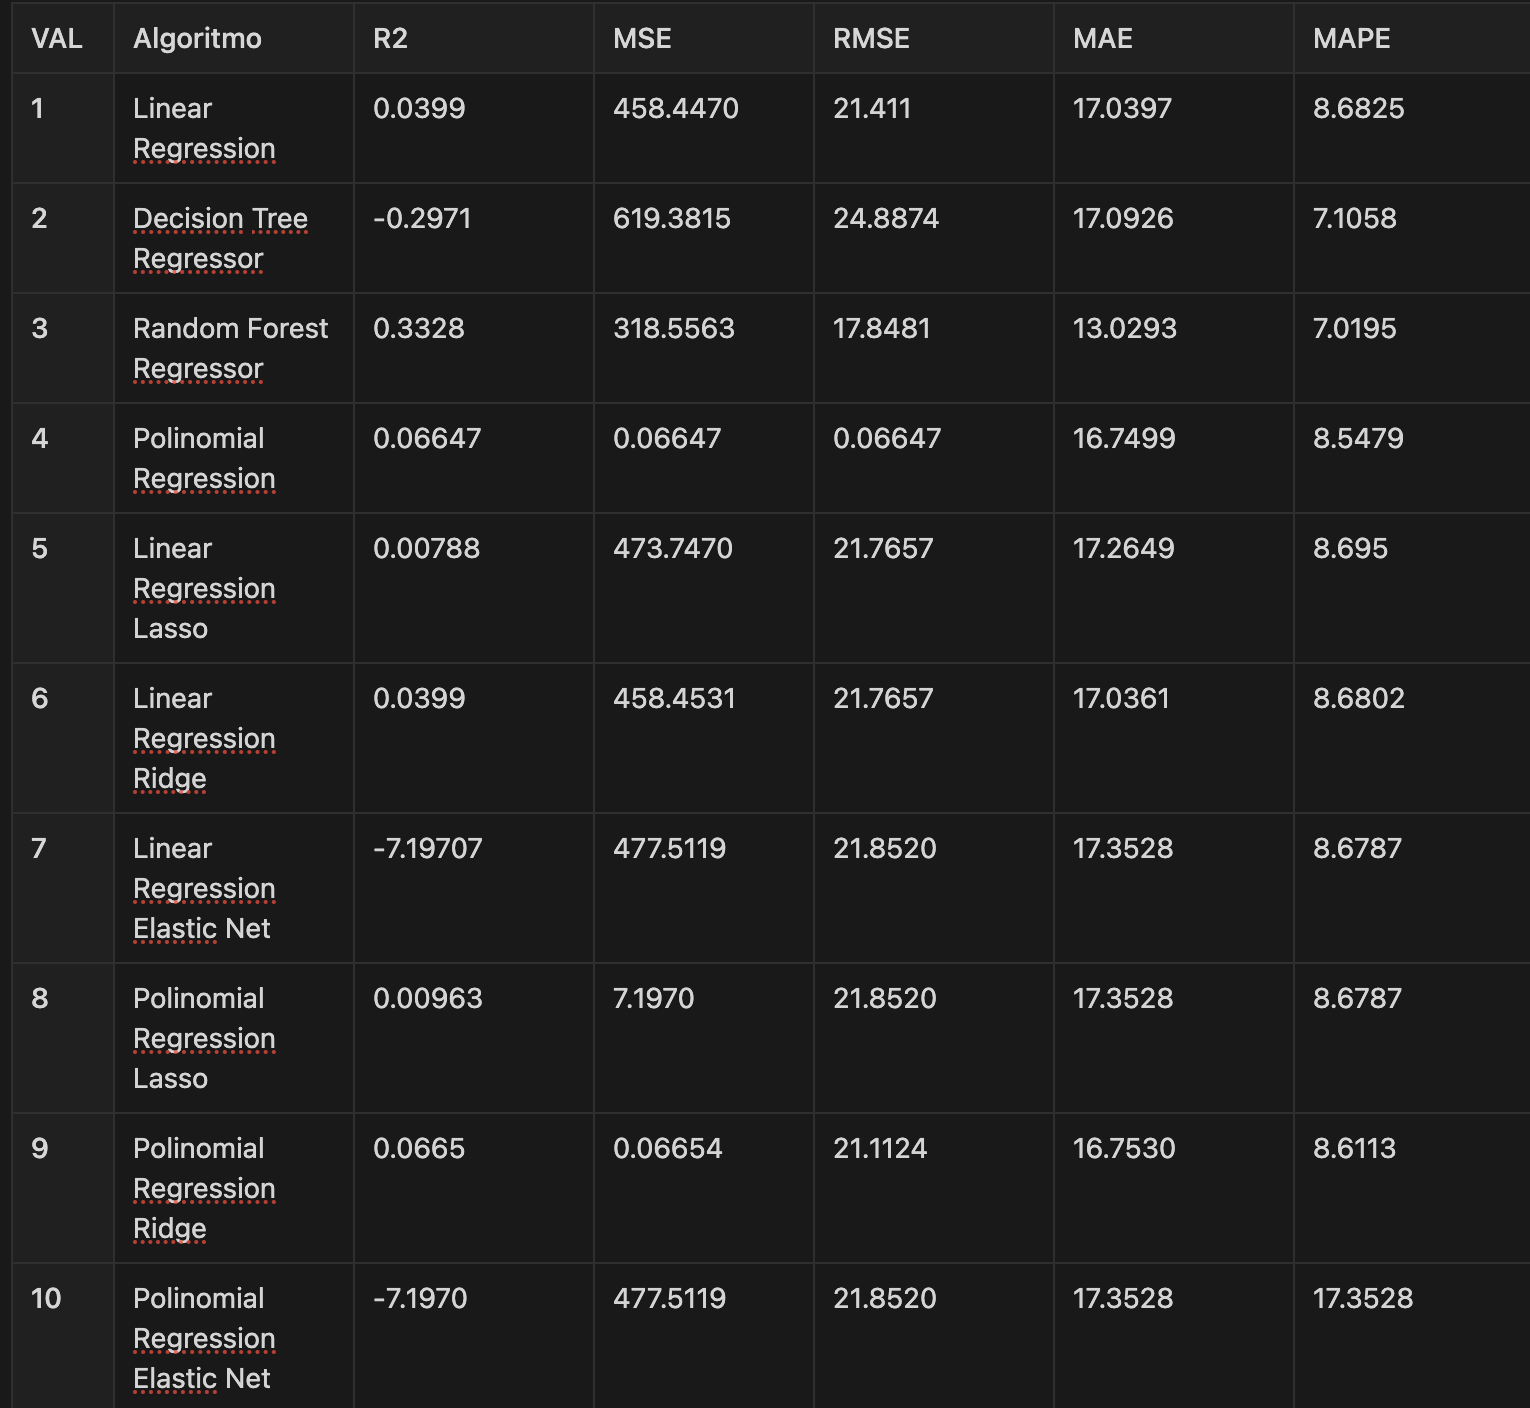 VAL Algoritmo R2 MSE RMSE MAE MAPE
1 Linear 0.0399 458.4470 21.411 17.0397 8.6825
Regression
2 Decision Tree -0.2971 619.3815 24.8874 17.0926 7.1058
Regressor
3 Random Forest 0.3328 318.5563 17.8481 13.0293 7.0195
Regressor
4 Polinomial 0.06647 0.06647 0.06647 16.7499 8.5479
Regression
5 Linear 0.00788 473.7470 21.7657 17.2649 8.695
Regression
Lasso
6 Linear 0.0399 458.4531 21.7657 17.0361 8.6802
Regression
Ridge
7 Linear -7.19707 477.5119 21.8520 17.3528 8.6787
Regression
Elastic Net
8 Polinomial 0.00963 7.1970 21.8520 17.3528 8.6787
Regression
Lasso
9 Polinomial 0.0665 0.06654 21.1124 16.7530 8.6113
Regression
Ridge
10 Polinomial -7.1970 477.5119 21.8520 17.3528 17.3528
Regression
Elastic Net